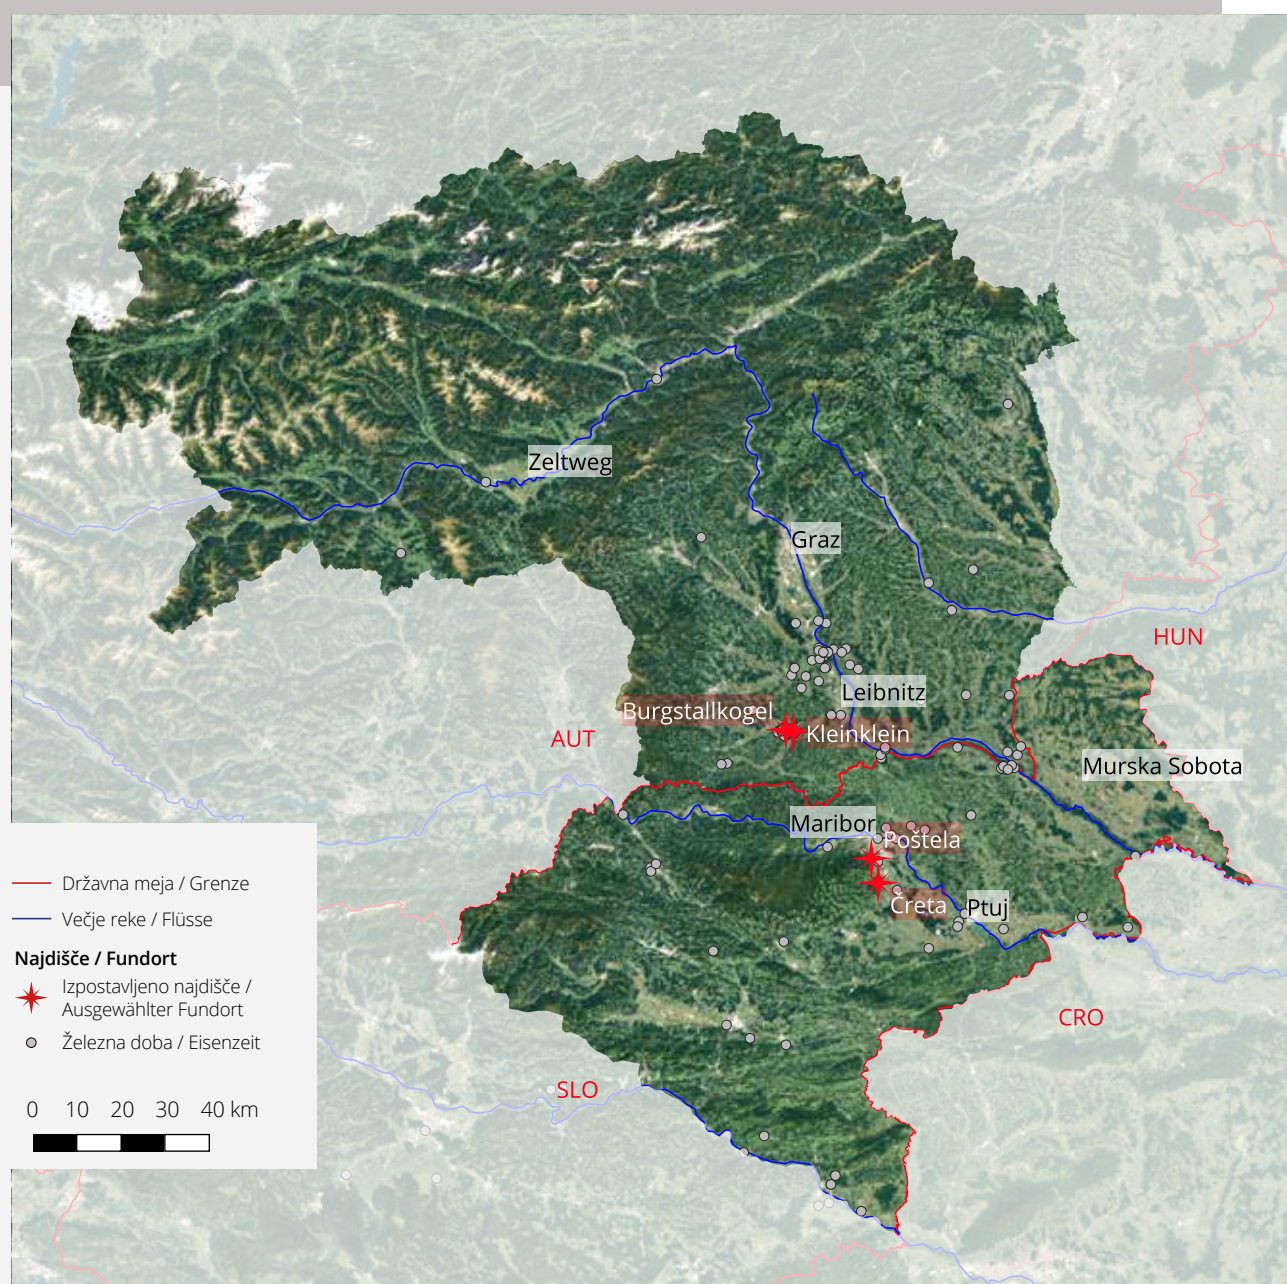 Zeltweg
Graz
HUN
Leibnitz
Burgstallkogel
Kleinklein
AUT
Murska Sobota
Maribor
Poštela
Čreta
Ptuj
CRO
SLO
Državna meja / Grenze
Večje reke / Flüsse
Najdišče / Fundort
Izpostavljeno najdišče /
Ausgewählter Fundort
Železna doba / Eisenzeit
0 10 20 30 40 km